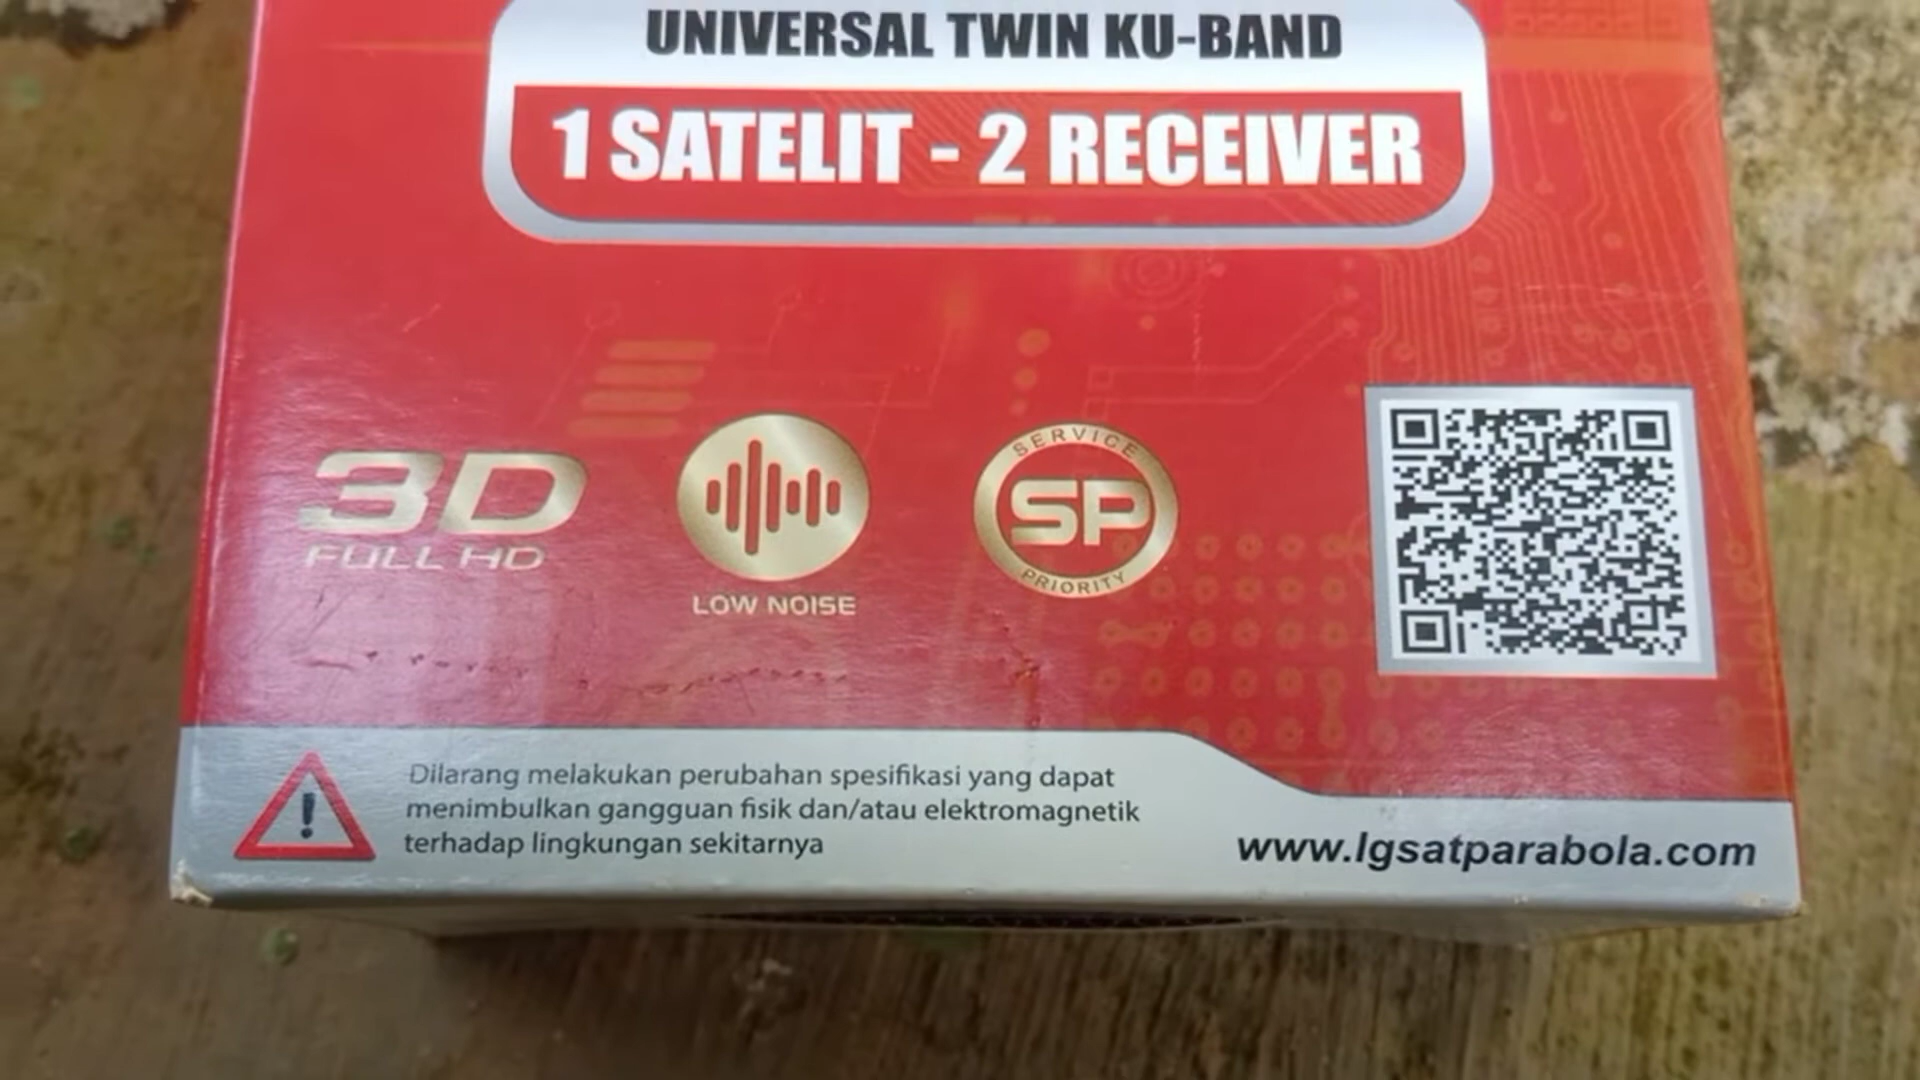 UNIVERSAL TWIN KU-BAND
1 SATELIT - 2 RECEIVER
3D
FULL HD
LOW NOISE
SERVICE
SP
PRIORITY
Dilarang melakukan perubahan spesifikasi yang dapat
menimbulkan gangguan fisik dan/atau elektromagnetik
terhadap lingkungan sekitarnya
www.lgsatparabola.com